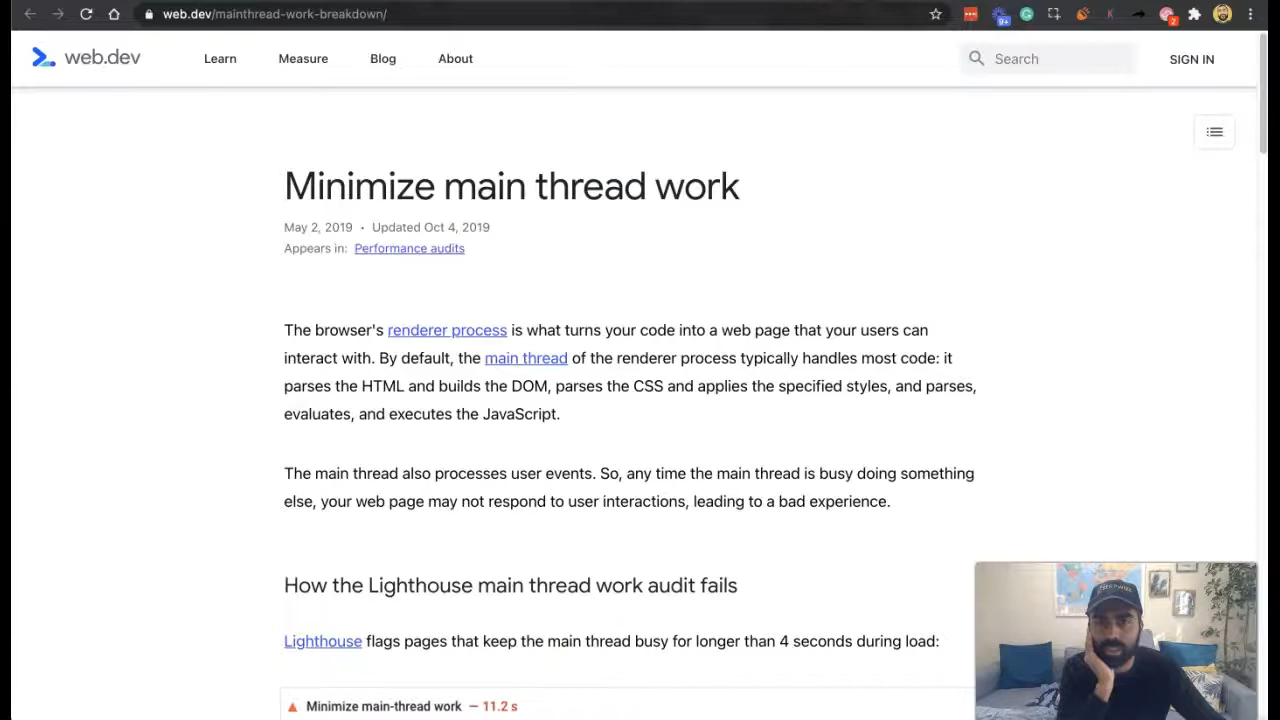 web.dev/mainthread-work-breakdown/
9+
K
2
web.dev
Learn
Measure
Blog
About
Search
SIGN IN
Minimize main thread work
May 2, 2019 • Updated Oct 4, 2019
Appears in: Performance audits
The browser's renderer process is what turns your code into a web page that your users can
interact with. By default, the main thread of the renderer process typically handles most code: it
parses the HTML and builds the DOM, parses the CSS and applies the specified styles, and parses,
evaluates, and executes the JavaScript.
The main thread also processes user events. So, any time the main thread is busy doing something
else, your web page may not respond to user interactions, leading to a bad experience.
How the Lighthouse main thread work audit fails
Lighthouse flags pages that keep the main thread busy for longer than 4 seconds during load:
Minimize main-thread work — 11.2 s